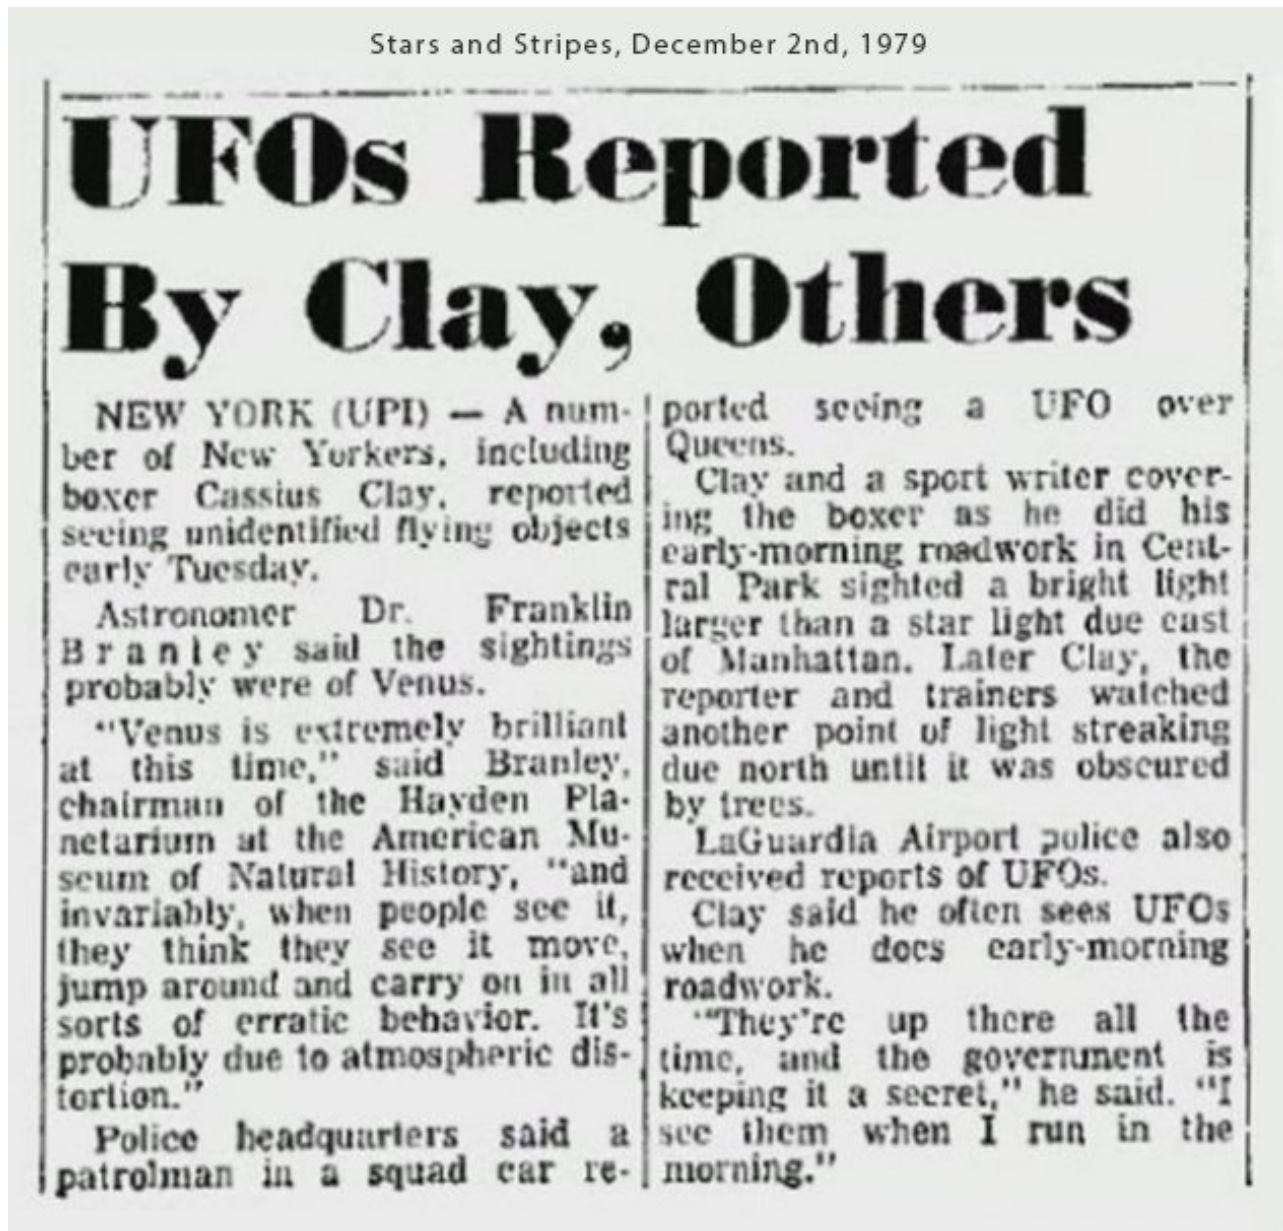 Stars and Stripes, December 2nd, 1979
UFOs Reported
By Clay, Others
NEW YORK (UPI) — A num-
ber of New Yorkers, including
boxer Cassius Clay, reported
seeing unidentified flying objects
early Tuesday.
Astronomer Dr. Franklin
Branley said the sightings
probably were of Venus.
"Venus is extremely brilliant
at this time," said Branley,
chairman of the Hayden Pla-
netarium at the American Mu-
seum of Natural History, "and
invariably, when people see it,
they think they see it move,
jump around and carry on in all
sorts of erratic behavior. It's
probably due to atmospheric dis-
tortion."
Police headquarters said a
patrolman in a squad car re-
ported seeing a UFO over
Queens.
Clay and a sport writer cover-
ing the boxer as he did his
early-morning roadwork in Cent-
ral Park sighted a bright light
larger than a star light due east
of Manhattan. Later Clay, the
reporter and trainers watched
another point of light streaking
due north until it was obscured
by trees.
LaGuardia Airport police also
received reports of UFOs.
Clay said he often sees UFOs
when he does early-morning
roadwork.
"They're up there all the
time, and the government is
keeping it a secret," he said. "I
see them when I run in the
morning."